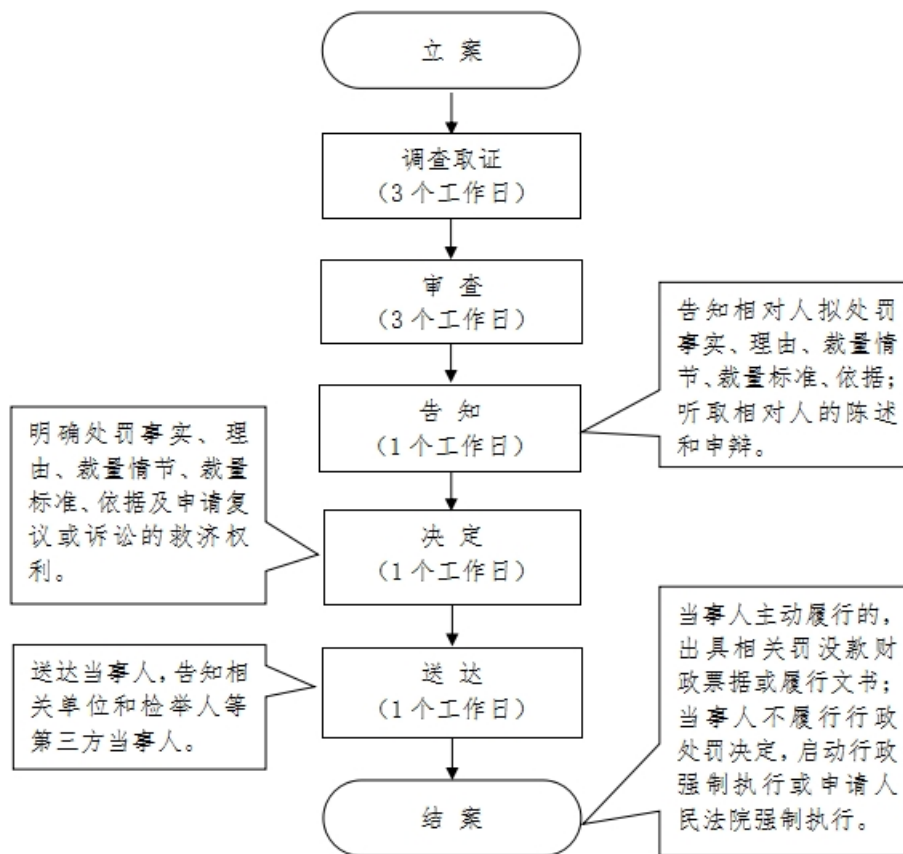 立 案
调查取证
（3 个工作日）
审 查
（3 个工作日）
告知相对人拟处罚
事实、理由、裁量情
节、裁量标准、依据；
听取相对人的陈述
和申辩。
告 知
（1 个工作日）
明确处罚事实、理
由、裁量情节、裁量
标准、依据及申请复
议或诉讼的救济权
利。
决 定
（1 个工作日）
送 达
（1 个工作日）
送达当事人，告知相
关单位和检举人等
第三方当事人。
当事人主动履行的，
出具相关罚没款财
政票据或履行文书；
当事人不履行行政
处罚决定，启动行政
强制执行或申请人
民法院强制执行。
结 案